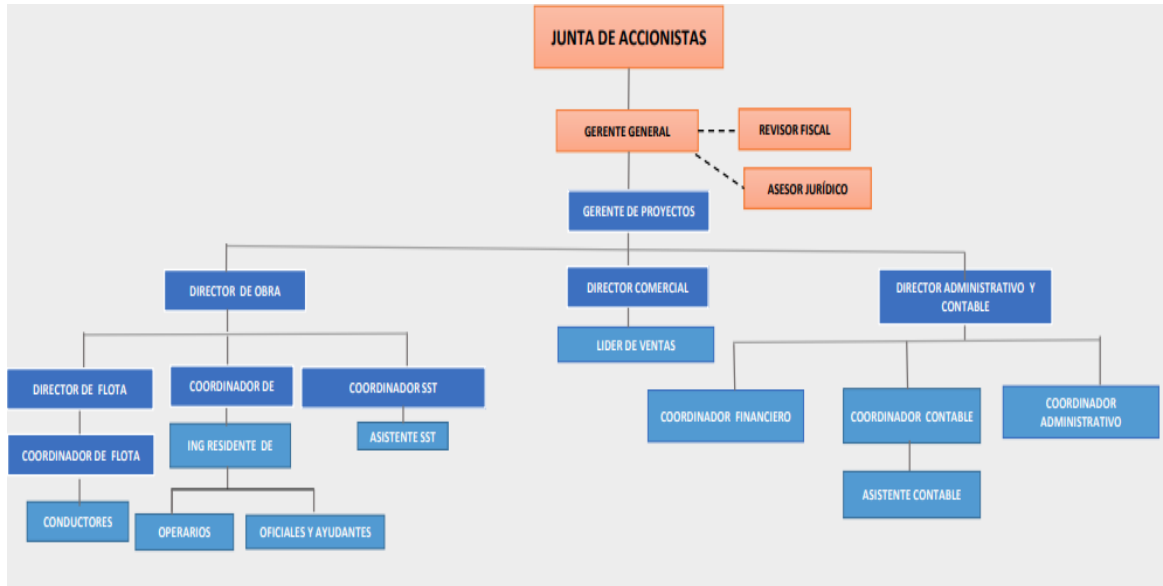 JUNTA DE ACCIONISTAS
GERENTE GENERAL
REVISOR FISCAL
ASESOR JURÍDICO
GERENTE DE PROYECTOS
DIRECTOR DE OBRA
DIRECTOR COMERCIAL
DIRECTOR ADMINISTRATIVO Y
CONTABLE
LIDER DE VENTAS
DIRECTOR DE FLOTA
COORDINADOR DE
COORDINADOR SST
COORDINADOR FINANCIERO
COORDINADOR CONTABLE
COORDINADOR
ADMINISTRATIVO
COORDINADOR DE FLOTA
ING RESIDENTE DE
ASISTENTE SST
ASISTENTE CONTABLE
CONDUCTORES
OPERARIOS
OFICIALES Y AYUDANTES